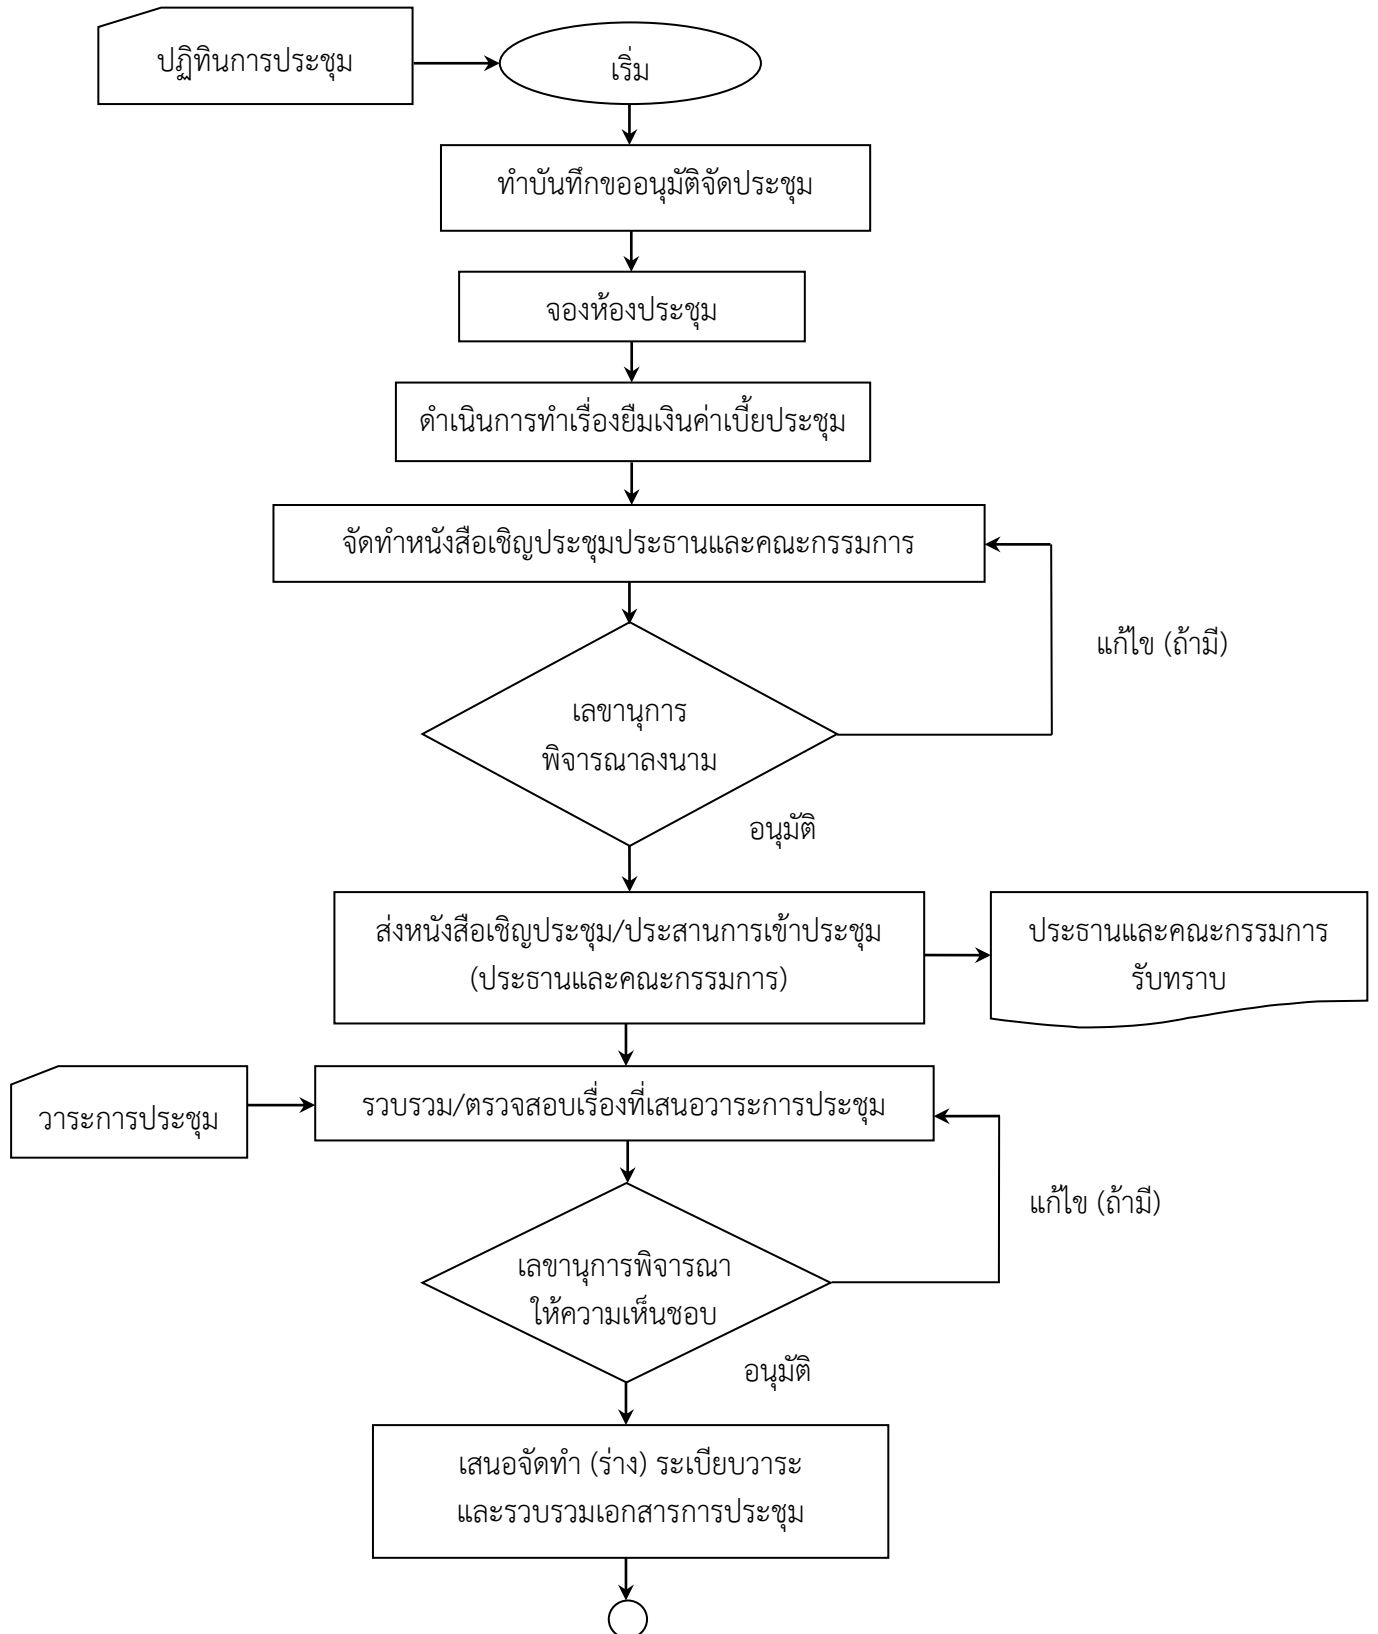 ปฏิทินการประชุม
เริ่ม
ทำบันทึกขออนุมัติจัดประชุม
จองห้องประชุม
ดำเนินการทำเรื่องยืมเงินค่าเบี้ยประชุม
จัดทำหนังสือเชิญประชุมประธานและคณะกรรมการ
แก้ไข (ถ้ามี)
เลขานุการ
พิจารณาลงนาม
อนุมัติ
ส่งหนังสือเชิญประชุม/ประสานการเข้าประชุม
(ประธานและคณะกรรมการ)
ประธานและคณะกรรมการ
รับทราบ
วาระการประชุม
รวบรวม/ตรวจสอบเรื่องที่เสนอวาระการประชุม
แก้ไข (ถ้ามี)
เลขานุการพิจารณา
ให้ความเห็นชอบ
อนุมัติ
เสนอจัดทำ (ร่าง) ระเบียบวาระ
และรวบรวมเอกสารการประชุม